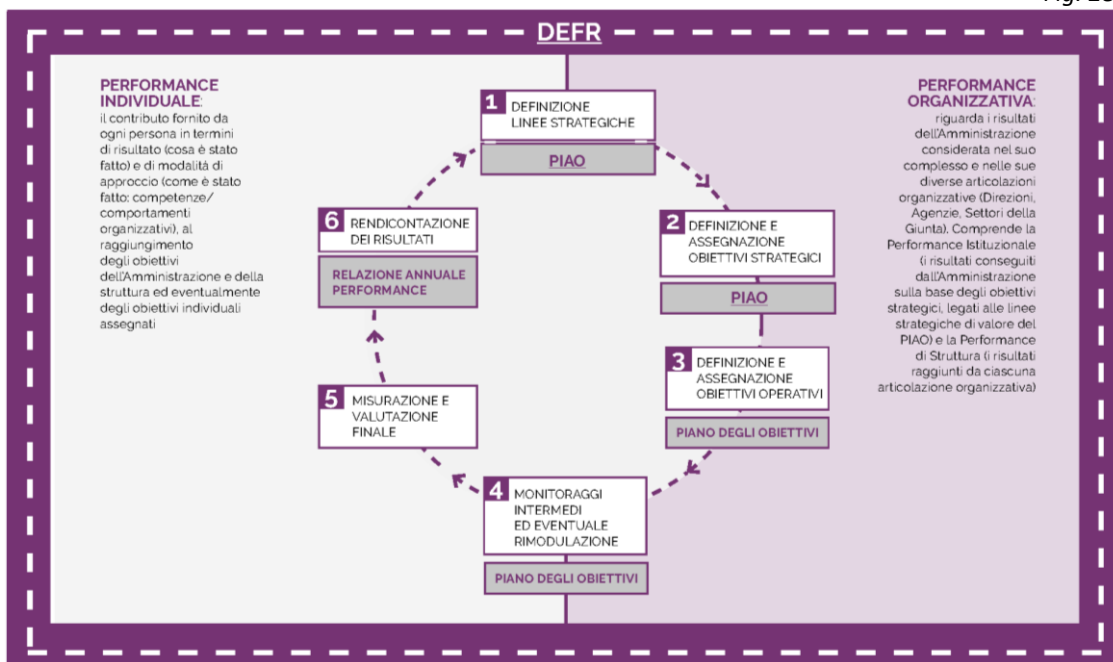 DEFR
PERFORMANCE
INDIVIDUALE:
il contributo fornito da
ogni persona in termini
di risultato (cosa è stato
fatto) e di modalità di
approccio (come è stato
fatto: competenze/
comportamenti
organizzativi), al
raggiungimento
degli obiettivi
dell'Amministrazione e della
struttura ed eventualmente
degli obiettivi individuali
assegnati
1 DEFINIZIONE
LINEE STRATEGICHE
PIAO
2 DEFINIZIONE E
ASSEGNAZIONE
OBIETTIVI STRATEGICI
PIAO
3 DEFINIZIONE E
ASSEGNAZIONE
OBIETTIVI OPERATIVI
PIANO DEGLI OBIETTIVI
4 MONITORAGGI
INTERMEDI
ED EVENTUALE
RIMODULAZIONE
PIANO DEGLI OBIETTIVI
5 MISURAZIONE E
VALUTAZIONE
FINALE
6 RENDICONTAZIONE
DEI RISULTATI
RELAZIONE ANNUALE
PERFORMANCE
PERFORMANCE
ORGANIZZATIVA:
riguarda i risultati
dell'Amministrazione
considerata nel suo
complesso e nelle sue
diverse articolazioni
organizzative (Direzioni,
Agenzie, Settori della
Giunta). Comprende la
Performance Istituzionale
(i risultati conseguiti
dall'Amministrazione
sulla base degli obiettivi
strategici, legati alle linee
strategiche di valore del
PIAO) e la Performance
di Struttura (i risultati
raggiunti da ciascuna
articolazione organizzativa)